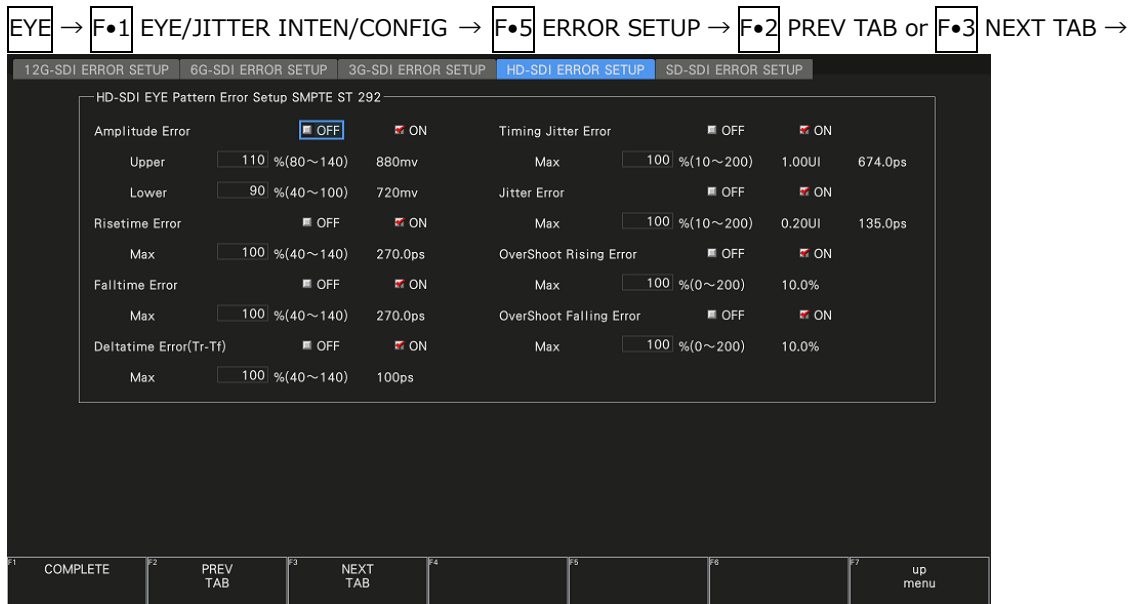 EYE → F•1 EYE/JITTER INTEN/CONFIG → F•5 ERROR SETUP → F•2 PREV TAB or F•3 NEXT TAB →
12G-SDI ERROR SETUP 6G-SDI ERROR SETUP 3G-SDI ERROR SETUP HD-SDI ERROR SETUP SD-SDI ERROR SETUP
HD-SDI EYE Pattern Error Setup SMPTE ST 292
Amplitude Error OFF ON
Upper 110 %(80～140) 880mv
Lower 90 %(40～100) 720mv
Risetime Error OFF ON
Max 100 %(40～140) 270.0ps
Falltime Error OFF ON
Max 100 %(40～140) 270.0ps
Deltatime Error(Tr-Tf) OFF ON
Max 100 %(40～140) 100ps
Timing Jitter Error OFF ON
Max 100 %(10～200) 1.00UI 674.0ps
Jitter Error OFF ON
Max 100 %(10～200) 0.20UI 135.0ps
OverShoot Rising Error OFF ON
Max 100 %(0～200) 10.0%
OverShoot Falling Error OFF ON
Max 100 %(0～200) 10.0%
F1 COMPLETE
F2 PREV
TAB
F3 NEXT
TAB
F4
F5
F6
F7 up
menu